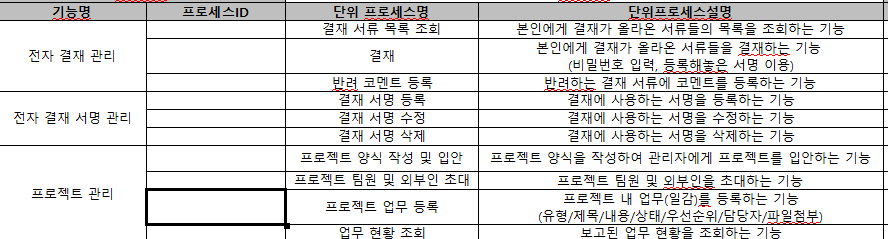 기능명 프로세스ID 단위 프로세스명 단위프로세스설명
결재 서류 목록 조회 본인에게 결재가 올라온 서류들의 목록을 조회하는 기능
전자 결재 관리 결재 본인에게 결재가 올라온 서류들을 결재하는 기능
(비밀번호 입력, 등록해놓은 서명 이용)
반려 코멘트 등록 반려하는 결재 서류에 코멘트를 등록하는 기능
결재 서명 등록 결재에 사용하는 서명을 등록하는 기능
전자 결재 서명 관리 결재 서명 수정 결재에 사용하는 서명을 수정하는 기능
결재 서명 삭제 결재에 사용하는 서명을 삭제하는 기능
프로젝트 양식 작성 및 입안 프로젝트 양식을 작성하여 관리자에게 프로젝트를 입안하는 기능
프로젝트 관리 프로젝트 팀원 및 외부인 초대 프로젝트 팀원 및 외부인을 초대하는 기능
프로젝트 업무 등록 프로젝트 내 업무(일감)를 등록하는 기능
(유형/제목/내용/상태/우선순위/담당자/파일첨부)
업무 현황 조회 보고된 업무 현황을 조회하는 기능